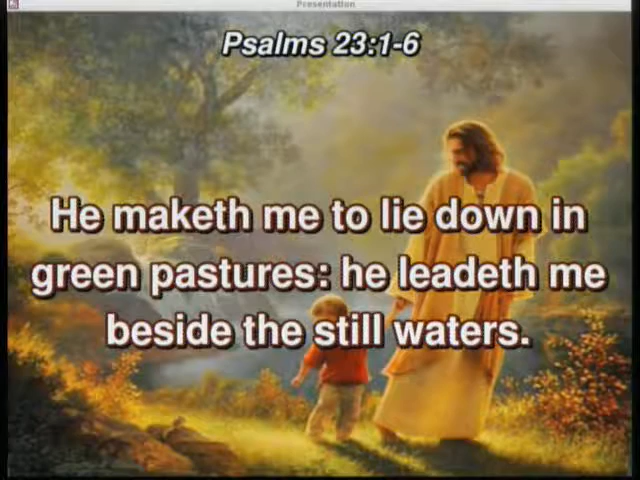 Presentation
Psalms 23:1-6
He maketh me to lie down in
green pastures: he leadeth me
beside the still waters.